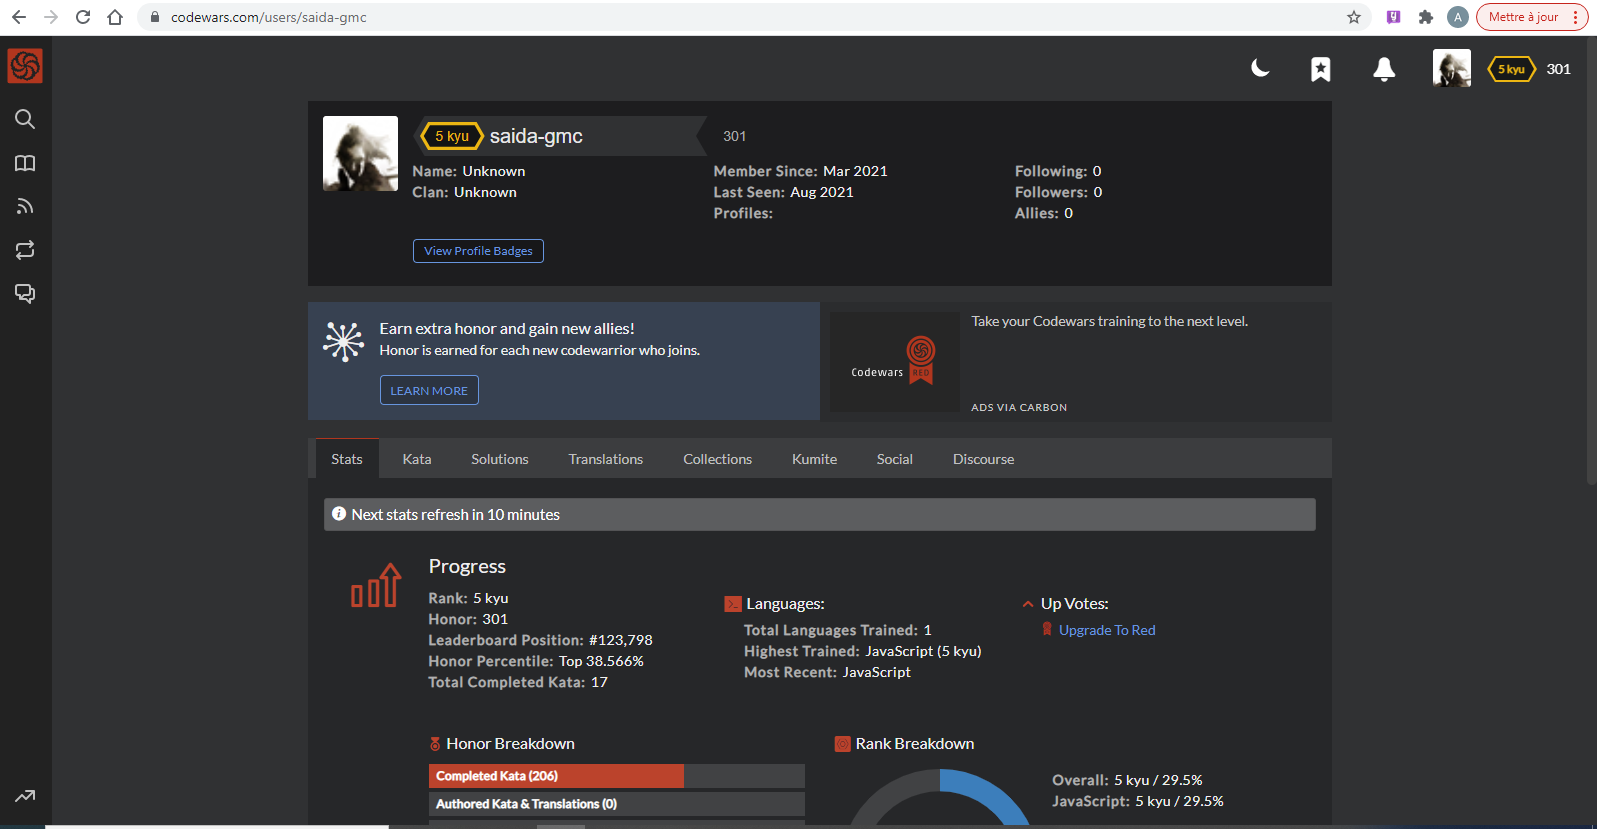 codewars.com/users/saida-gmc
A
Mettre à jour
5 kyu
301
5 kyu
saida-gmc
301
Name: Unknown
Clan: Unknown
Member Since: Mar 2021
Last Seen: Aug 2021
Profiles:
Following: 0
Followers: 0
Allies: 0
View Profile Badges
Earn extra honor and gain new allies!
Honor is earned for each new codewarrior who joins.
LEARN MORE
Codewars
RED
Take your Codewars training to the next level.
ADS VIA CARBON
Stats
Kata
Solutions
Translations
Collections
Kumite
Social
Discourse
Next stats refresh in 10 minutes
Progress
Rank: 5 kyu
Honor: 301
Leaderboard Position: #123,798
Honor Percentile: Top 38.566%
Total Completed Kata: 17
Languages:
Total Languages Trained: 1
Highest Trained: JavaScript (5 kyu)
Most Recent: JavaScript
Up Votes:
Upgrade To Red
Honor Breakdown
Completed Kata (206)
Authored Kata & Translations (0)
Rank Breakdown
Overall: 5 kyu / 29.5%
JavaScript: 5 kyu / 29.5%